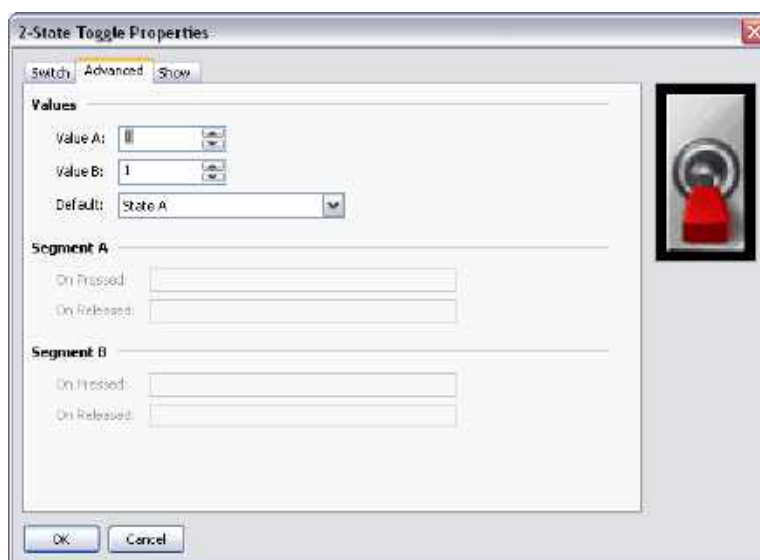 2-State Toggle Properties
Switch Advanced Show
Values
Value A: 0
Value B: 1
Default: State A
Segment A
On Pressed:
On Released:
Segment B
On Pressed:
On Released:
OK Cancel